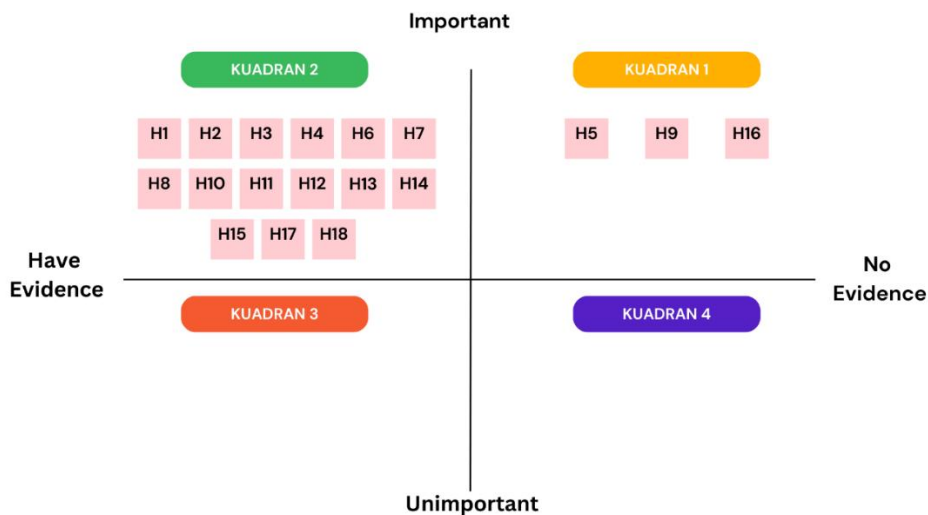 Important
KUADRAN 2
KUADRAN 1
H1 H2 H3 H4 H6 H7
H5 H9 H16
H8 H10 H11 H12 H13 H14
H15 H17 H18
Have
Evidence
No
Evidence
KUADRAN 3
KUADRAN 4
Unimportant